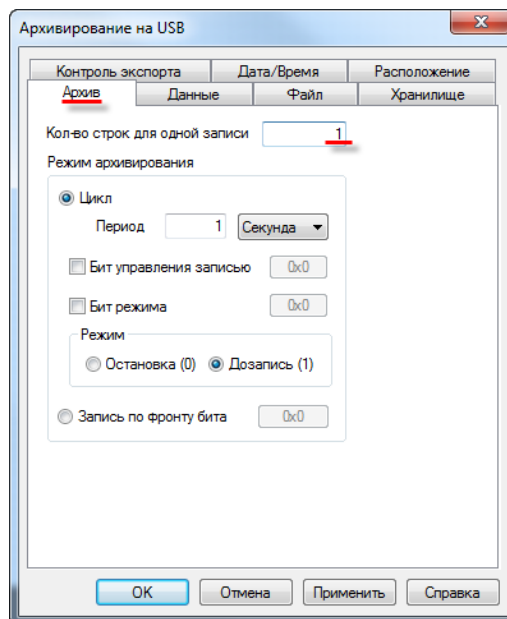 Архивирование на USB
Контроль экспорта Дата/Время Расположение
Архив Данные Файл Хранилище
Кол-во строк для одной записи 1
Режим архивирования
Цикл
Период 1 Секунда
Бит управления записью 0x0
Бит режима 0x0
Режим
Остановка (0) Дозапись (1)
Запись по фронту бита 0x0
OK Отмена Применить Справка